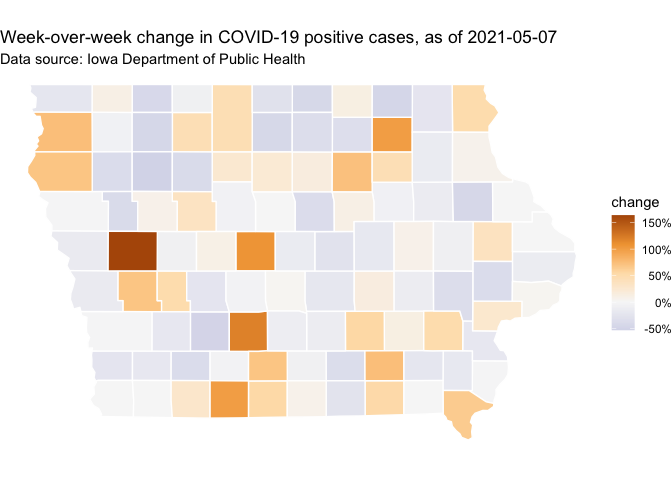 Week-over-week change in COVID-19 positive cases, as of 2021-05-07
Data source: Iowa Department of Public Health
change
150%
100%
50%
0%
-50%